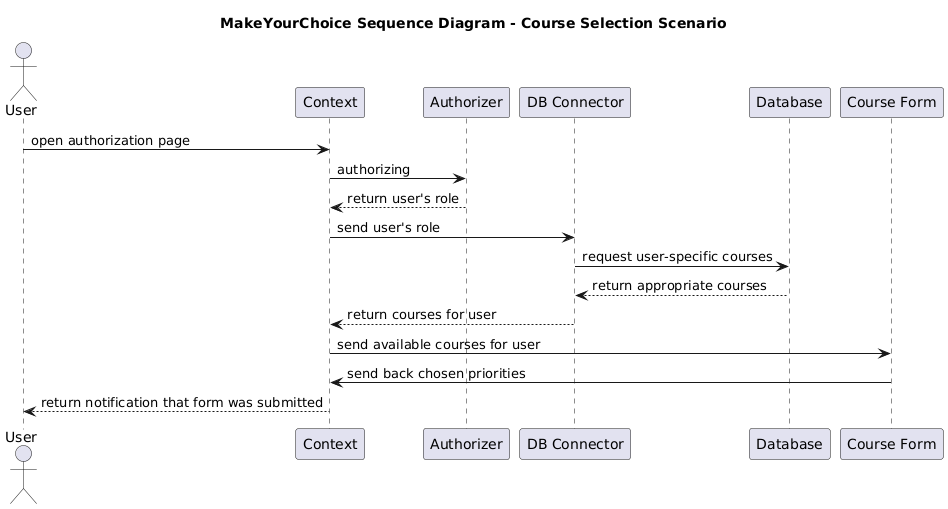 MakeYourChoice Sequence Diagram - Course Selection Scenario
User
Context
Authorizer
DB Connector
Database
Course Form
open authorization page
authorizing
return user's role
send user's role
request user-specific courses
return appropriate courses
return courses for user
send available courses for user
send back chosen priorities
return notification that form was submitted
User
Context
Authorizer
DB Connector
Database
Course Form